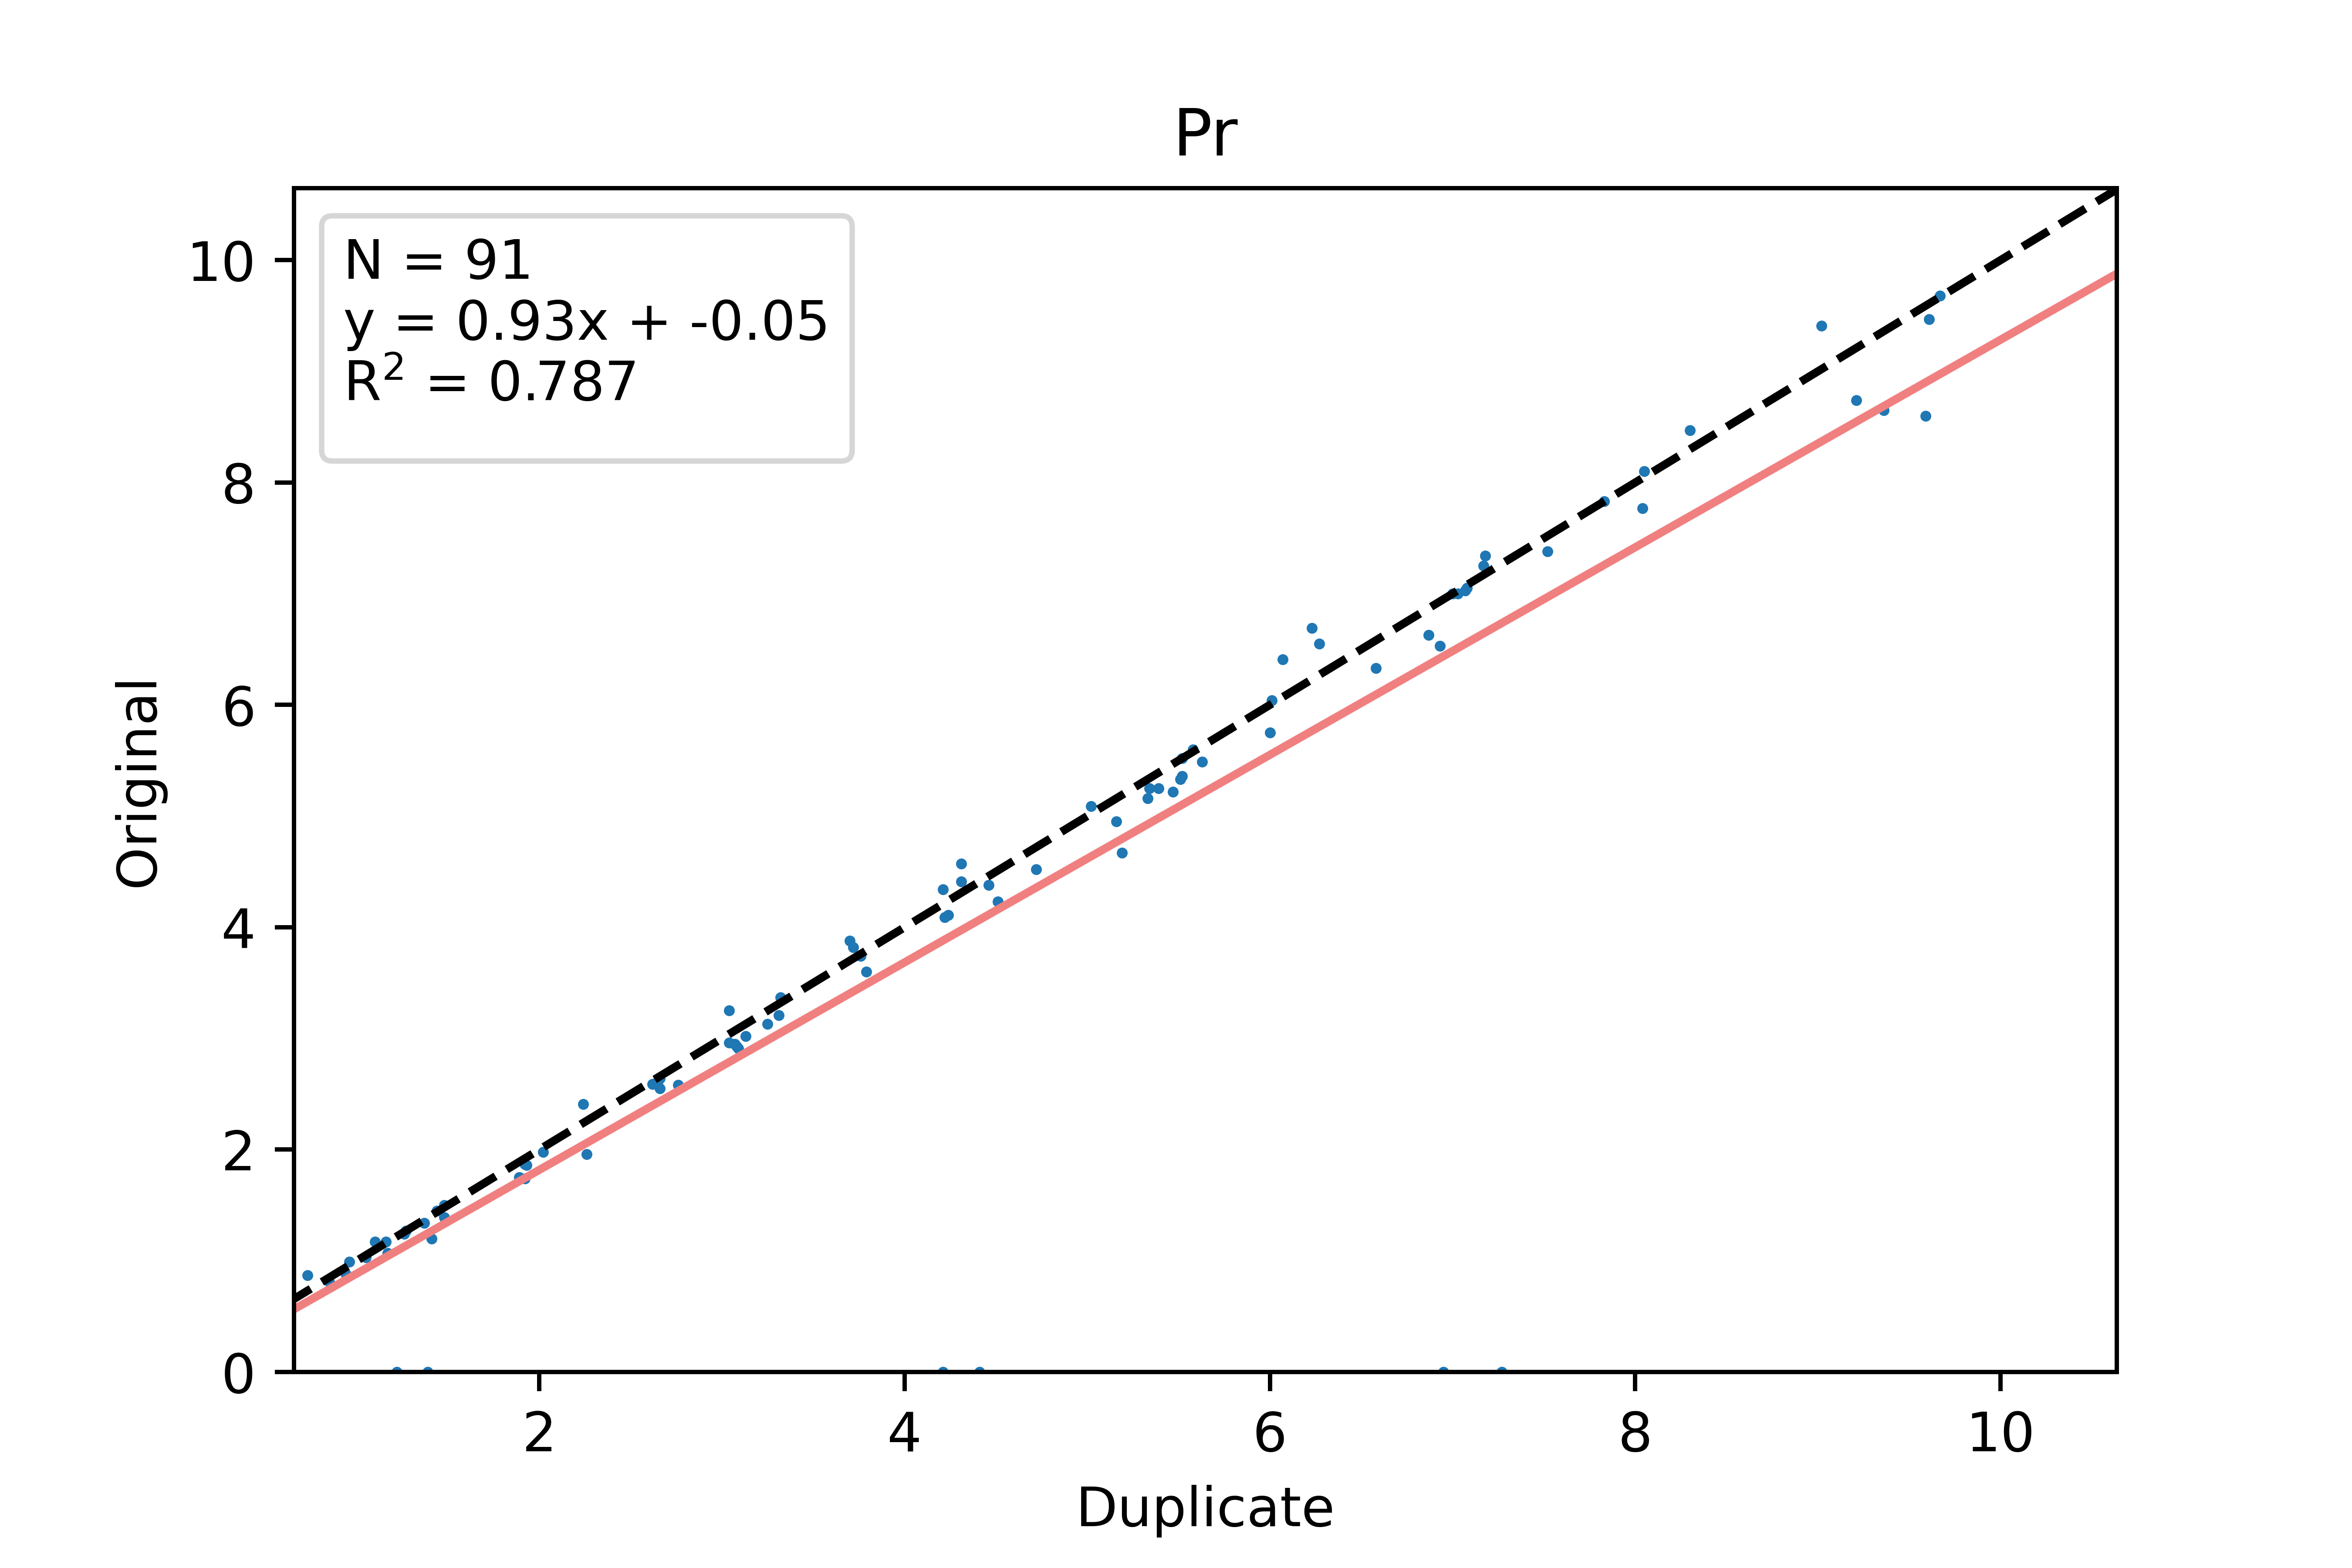 Pr
N = 91
y = 0.93x + -0.05
R² = 0.787
10
8
6
4
2
0
Original
2 4 6 8 10
Duplicate